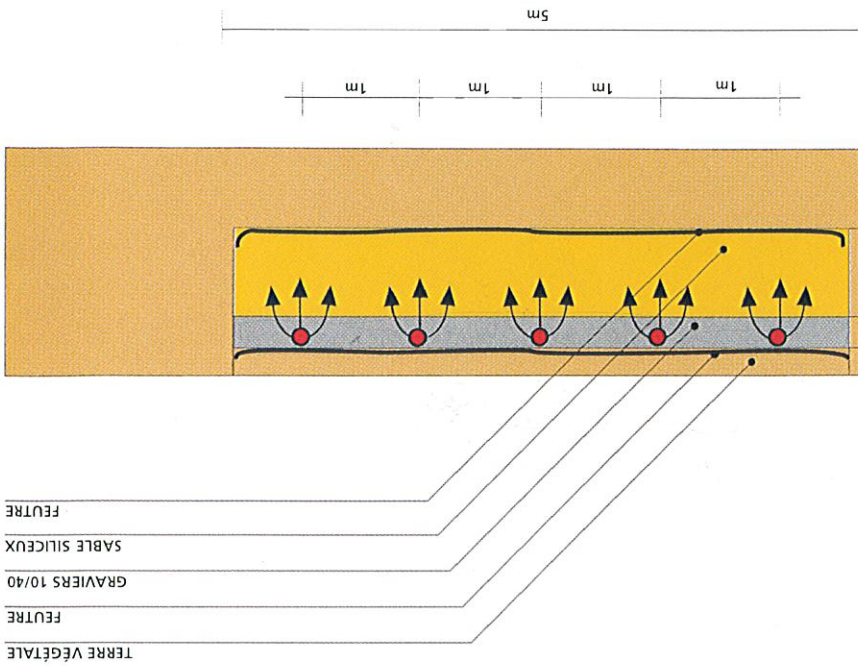 TERRE VÉGÉTALE
FEUTRE
GRAVIERS 10/40
SABLE SILICEUX
FEUTRE
1m 1m 1m 1m
5m